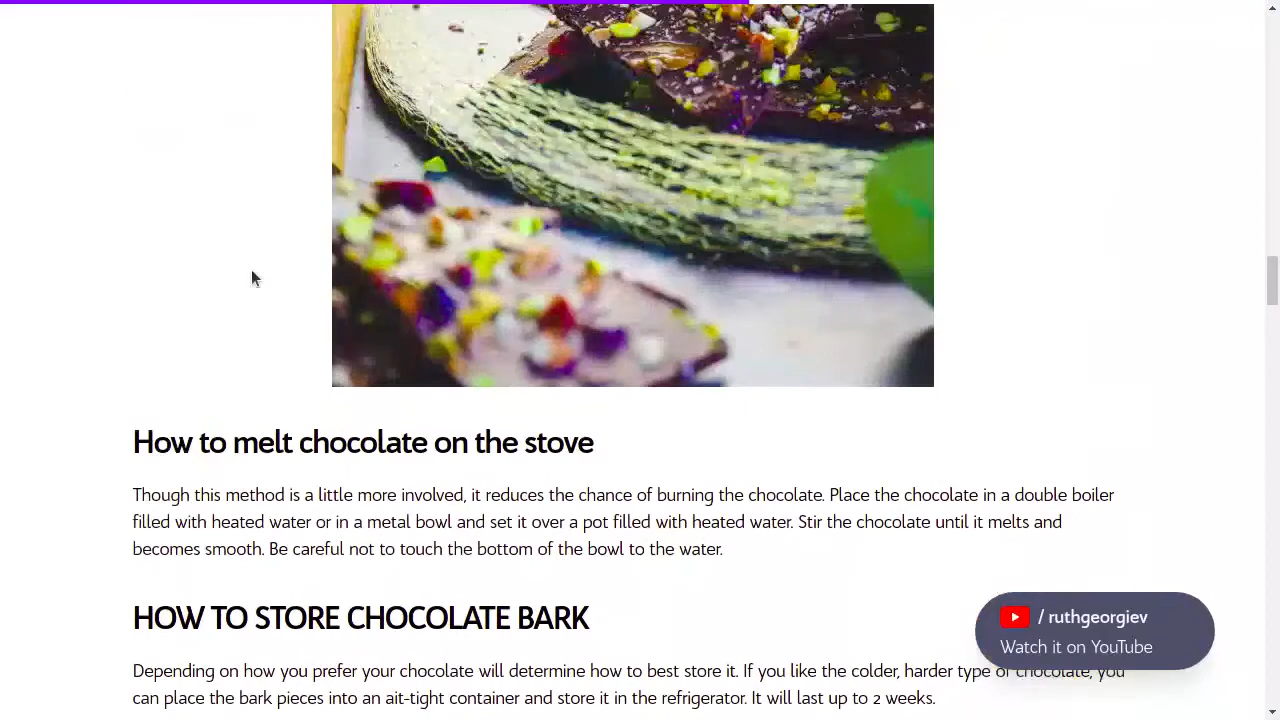 How to melt chocolate on the stove
Though this method is a little more involved, it reduces the chance of burning the chocolate. Place the chocolate in a double boiler
filled with heated water or in a metal bowl and set it over a pot filled with heated water. Stir the chocolate until it melts and
becomes smooth. Be careful not to touch the bottom of the bowl to the water.
HOW TO STORE CHOCOLATE BARK
/ ruthgeorgiev
Watch it on YouTube
Depending on how you prefer your chocolate will determine how to best store it. If you like the colder, harder type of chocolate, you
can place the bark pieces into an ait-tight container and store it in the refrigerator. It will last up to 2 weeks.